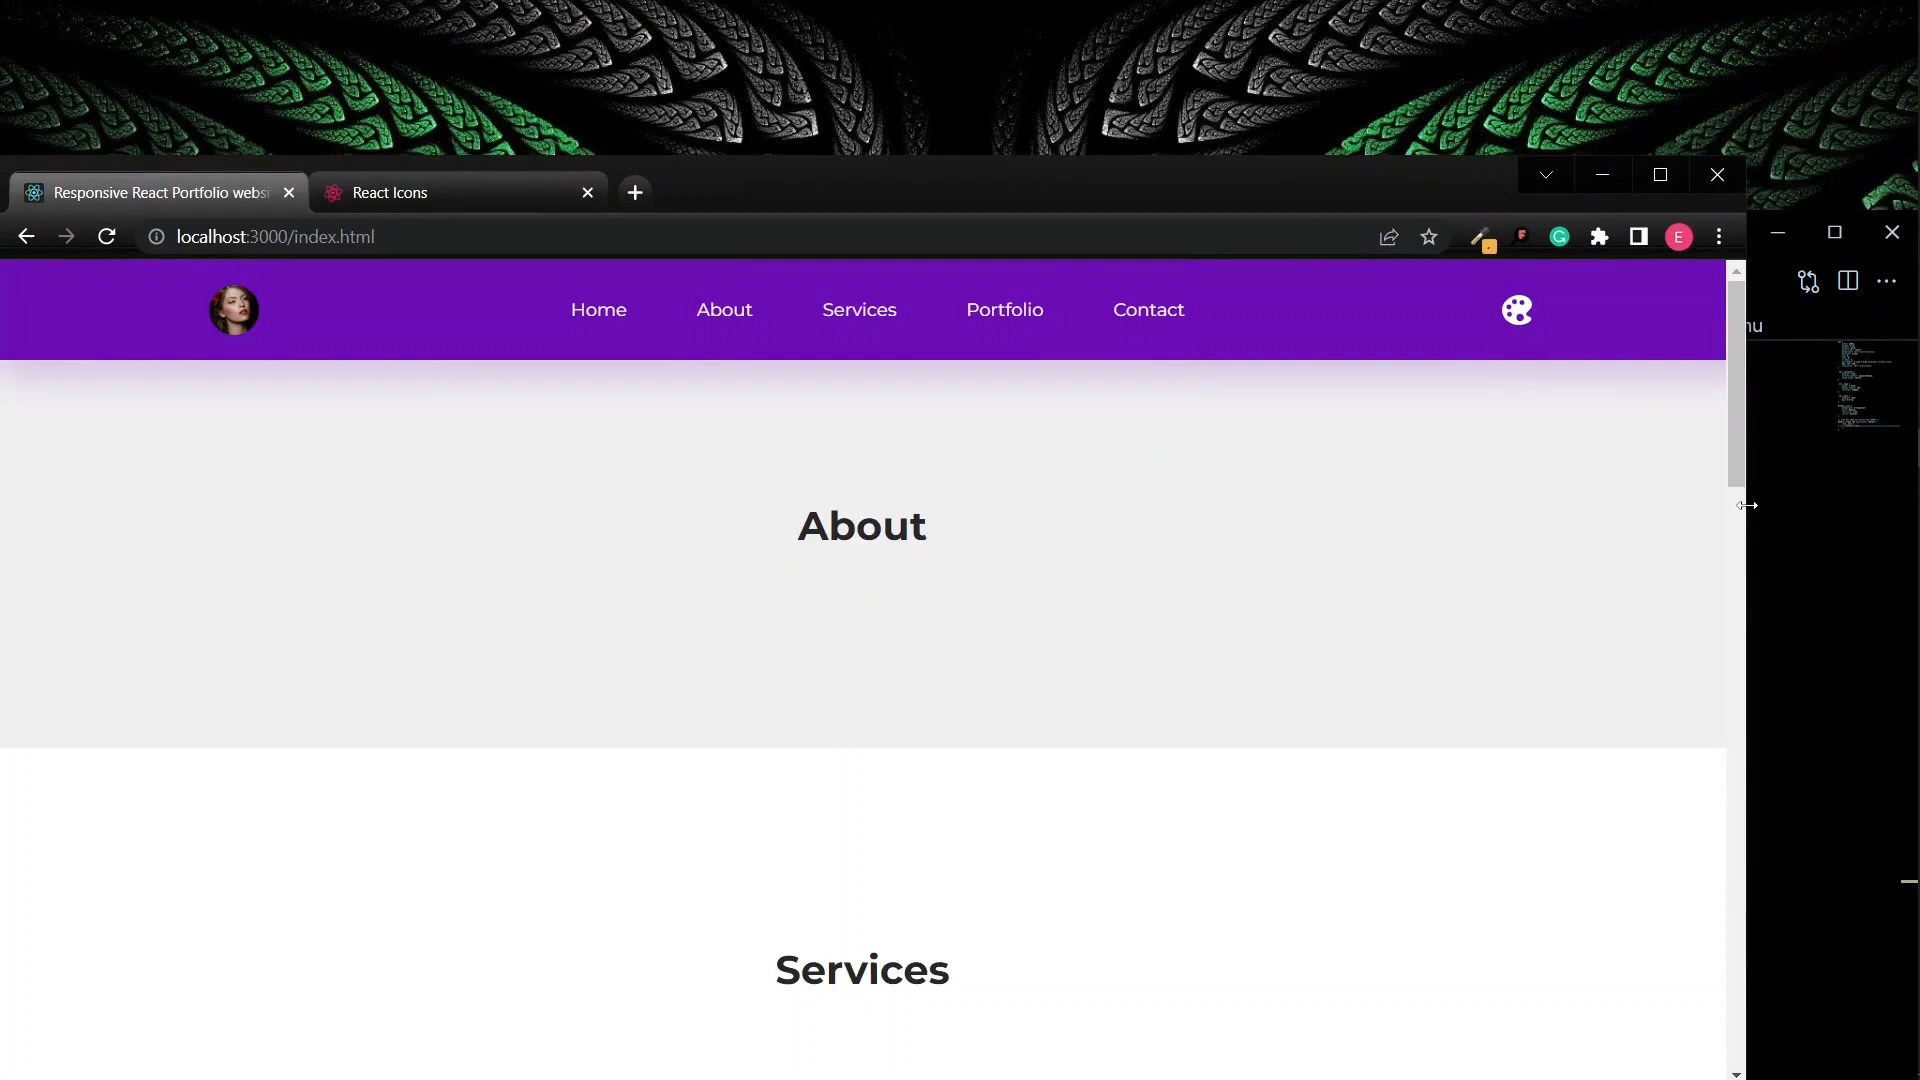 Responsive React Portfolio websi
React Icons
localhost:3000/index.html
E
Home
About
Services
Portfolio
Contact
About
Services